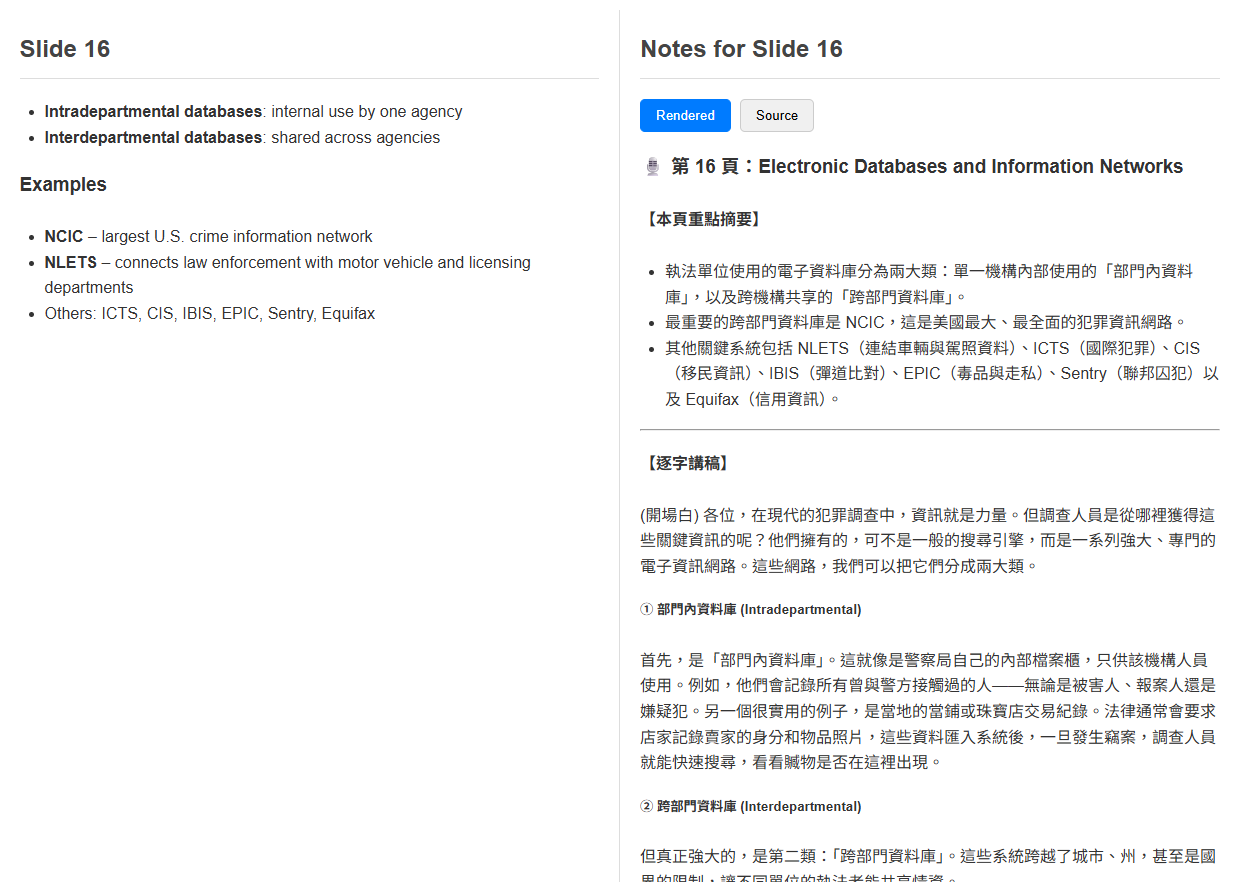 Slide 16
Intradepartmental databases: internal use by one agency
Interdepartmental databases: shared across agencies
Examples
NCIC – largest U.S. crime information network
NLETS – connects law enforcement with motor vehicle and licensing
departments
Others: ICTS, CIS, IBIS, EPIC, Sentry, Equifax
Notes for Slide 16
Rendered Source
第 16 頁：Electronic Databases and Information Networks
【本頁重點摘要】
執法單位使用的電子資料庫分為兩大類：單一機構內部使用的「部門內資料
庫」，以及跨機構共享的「跨部門資料庫」。
最重要的跨部門資料庫是 NCIC，這是美國最大、最全面的犯罪資訊網路。
其他關鍵系統包括 NLETS（連結車輛與駕照資料）、ICTS（國際犯罪）、CIS
（移民資訊）、IBIS（彈道比對）、EPIC（毒品與走私）、Sentry（聯邦囚犯）以
及 Equifax（信用資訊）。
【逐字講稿】
(開場白) 各位，在現代的犯罪調查中，資訊就是力量。但調查人員是從哪裡獲得這
些關鍵資訊的呢？他們擁有的，可不是一般的搜尋引擎，而是一系列強大、專門的
電子資訊網路。這些網路，我們可以把它們分成兩大類。
① 部門內資料庫 (Intradepartmental)
首先，是「部門內資料庫」。這就像是警察局自己的內部檔案櫃，只供該機構人員
使用。例如，他們會記錄所有曾與警方接觸過的人——無論是被害人、報案人還是
嫌疑犯。另一個很實用的例子，是當地的當鋪或珠寶店交易紀錄。法律通常會要求
店家記錄賣家的身分和物品照片，這些資料匯入系統後，一旦發生竊案，調查人員
就能快速搜尋，看看贓物是否在這裡出現。
② 跨部門資料庫 (Interdepartmental)
但真正強大的，是第二類：「跨部門資料庫」。這些系統跨越了城市、州，甚至是國
界的限制，讓不同單位的執法者能共享情資。